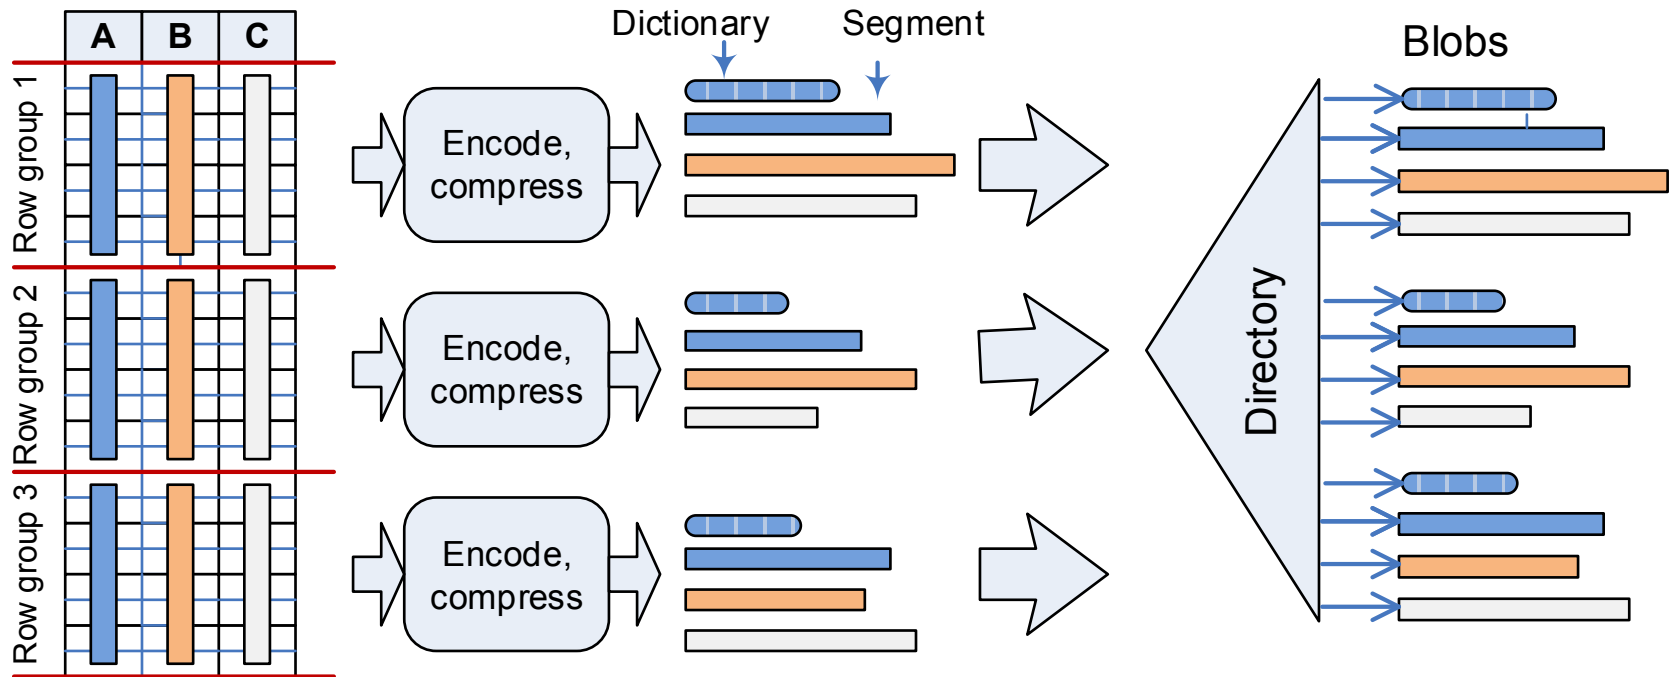 A B C
Row group 1
Row group 2
Row group 3
Encode,
compress
Encode,
compress
Encode,
compress
Dictionary
Segment
Directory
Blobs